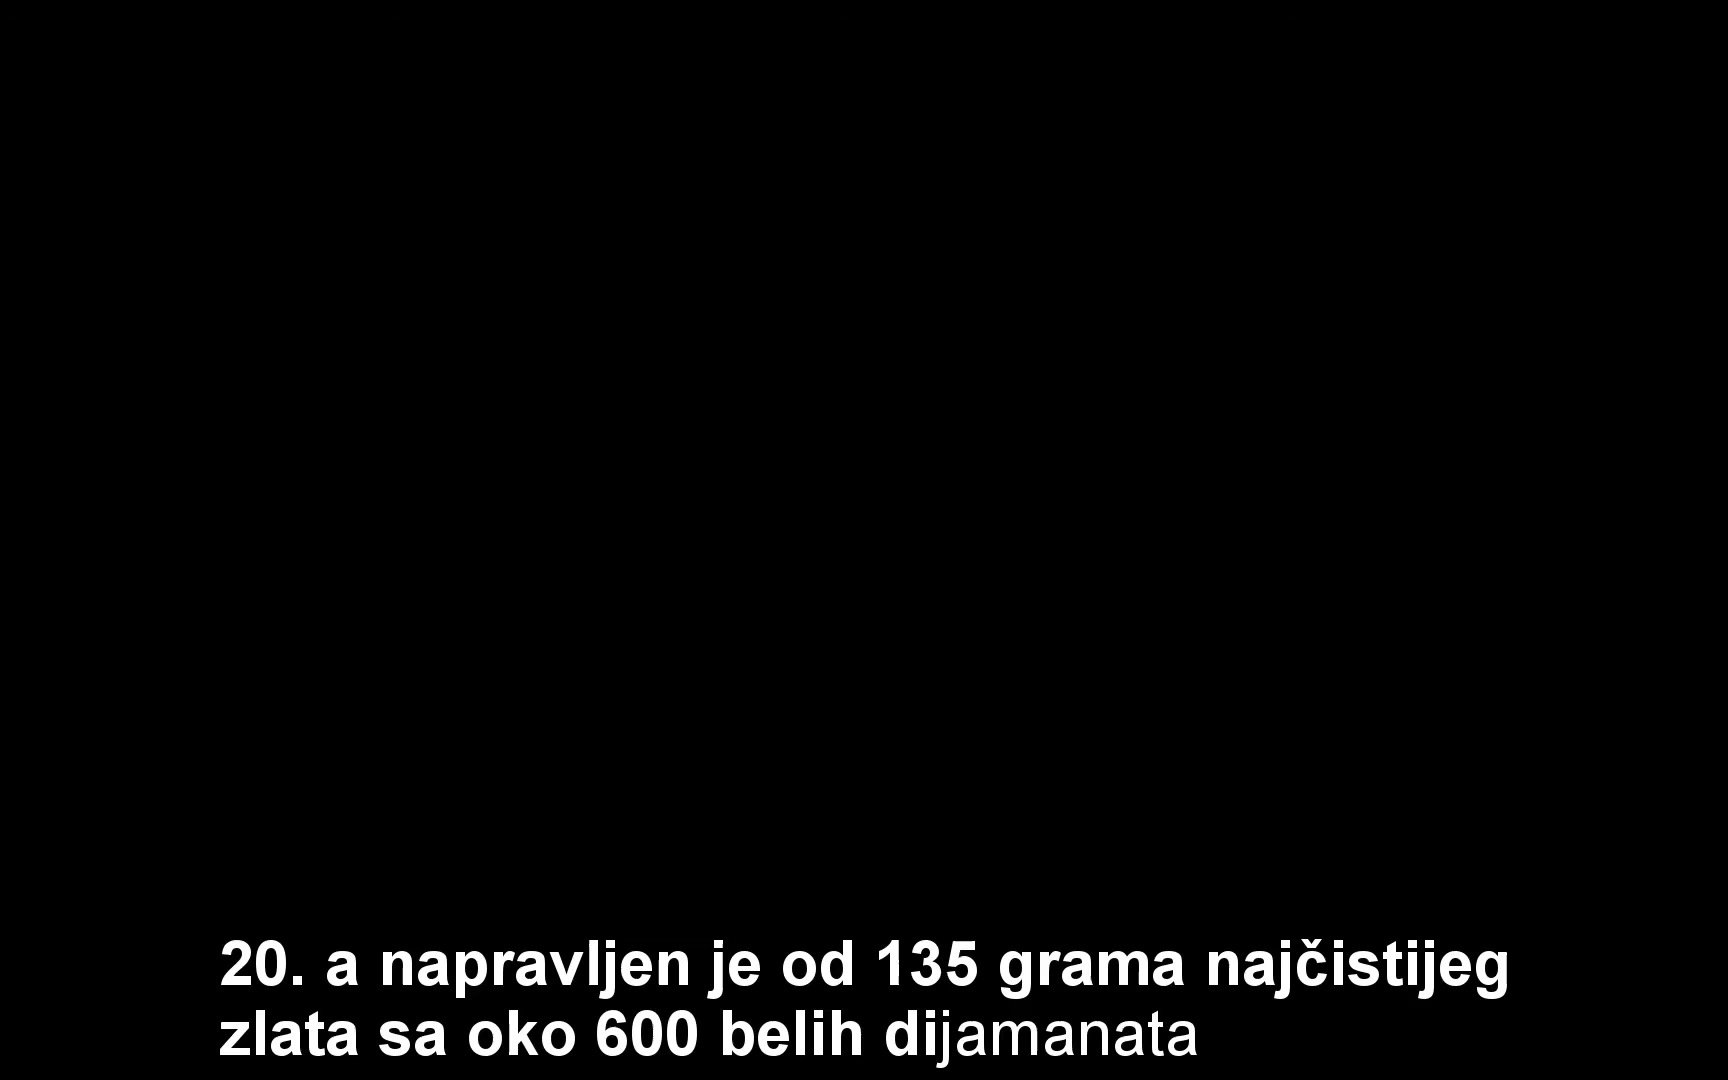 20. a napravljen je od 135 grama najčistijeg
zlata sa oko 600 belih dijamanata